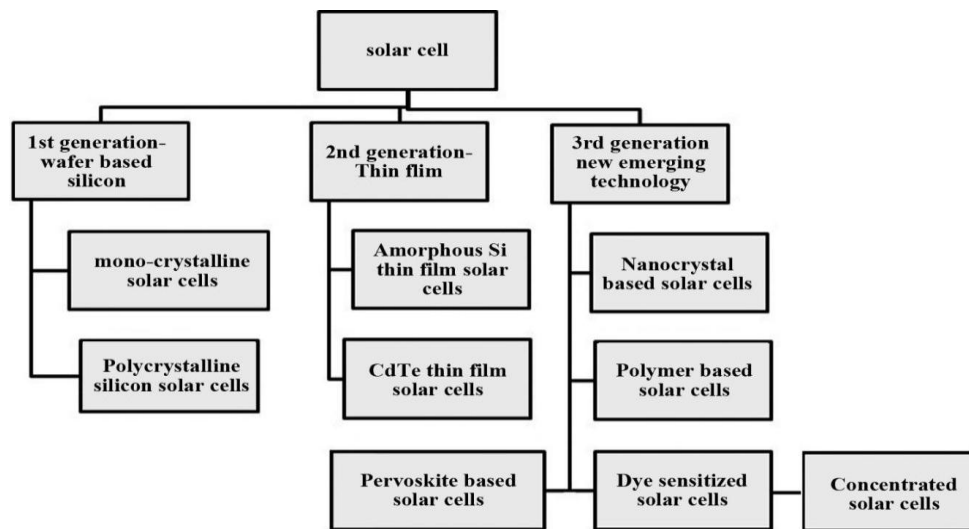 solar cell
1st generation-
wafer based
silicon
2nd generation-
Thin flim
3rd generation
new emerging
technology
mono-crystalline
solar cells
Amorphous Si
thin film solar
cells
Nanocrystal
based solar cells
Polycrystalline
silicon solar cells
CdTe thin film
solar cells
Polymer based
solar cells
Pervoskite based
solar cells
Dye sensitized
solar cells
Concentrated
solar cells